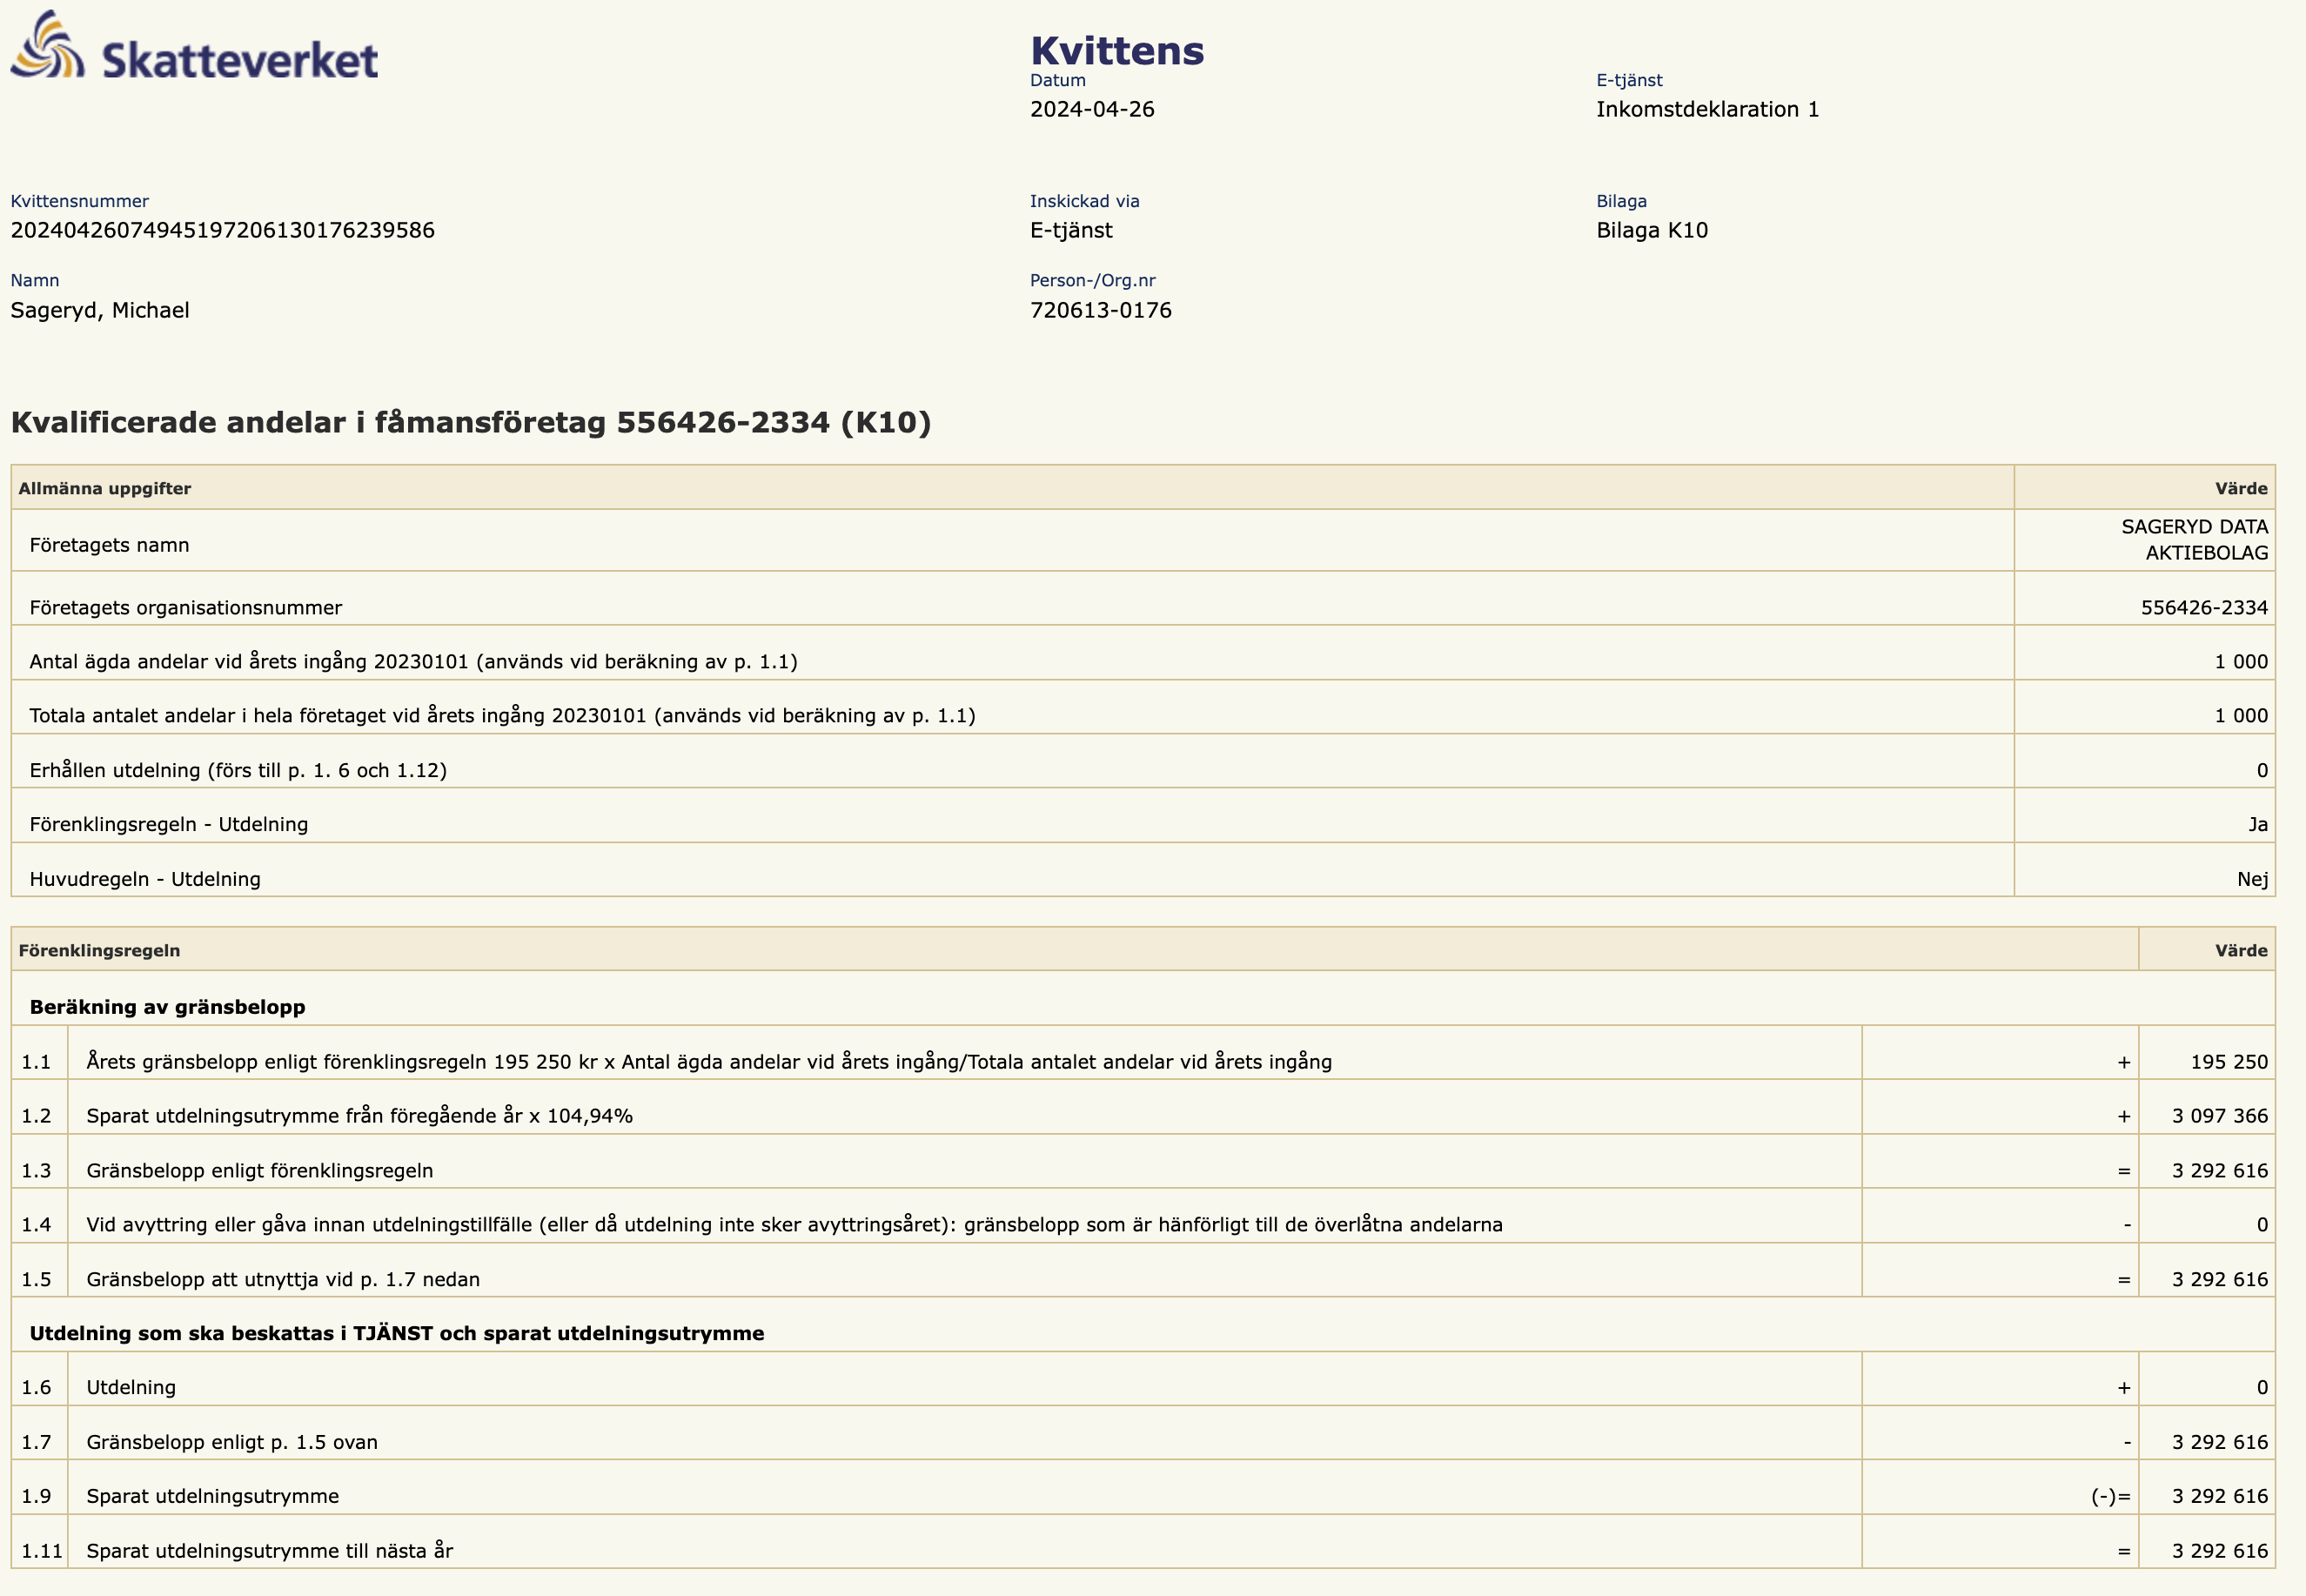 Skatteverket
Kvittens
Datum
2024-04-26
E-tjänst
Inkomstdeklaration 1
Kvittensnummer
2024042607494519720613017623​9586
Inskickad via
E-tjänst
Bilaga
Bilaga K10
Namn
Sageryd, Michael
Person-/Org.nr
720613-0176
Kvalificerade andelar i fåmansföretag 556426-2334 (K10)
Allmänna uppgifter Värde
Företagets namn SAGERYD DATA
AKTIEBOLAG
Företagets organisationsnummer 556426-2334
Antal ägda andelar vid årets ingång 20230101 (används vid beräkning av p. 1.1) 1 000
Totala antalet andelar i hela företaget vid årets ingång 20230101 (används vid beräkning av p. 1.1) 1 000
Erhållen utdelning (förs till p. 1. 6 och 1.12) 0
Förenklingsregeln - Utdelning Ja
Huvudregeln - Utdelning Nej
Förenklingsregeln Värde
Beräkning av gränsbelopp
1.1 Årets gränsbelopp enligt förenklingsregeln 195 250 kr x Antal ägda andelar vid årets ingång/Totala antalet andelar vid årets ingång + 195 250
1.2 Sparat utdelningsutrymme från föregående år x 104,94% + 3 097 366
1.3 Gränsbelopp enligt förenklingsregeln = 3 292 616
1.4 Vid avyttring eller gåva innan utdelningstillfälle (eller då utdelning inte sker avyttringsåret): gränsbelopp som är hänförligt till de överlåtna andelarna - 0
1.5 Gränsbelopp att utnyttja vid p. 1.7 nedan = 3 292 616
Utdelning som ska beskattas i TJÄNST och sparat utdelningsutrymme
1.6 Utdelning + 0
1.7 Gränsbelopp enligt p. 1.5 ovan - 3 292 616
1.9 Sparat utdelningsutrymme (-)= 3 292 616
1.11 Sparat utdelningsutrymme till nästa år = 3 292 616